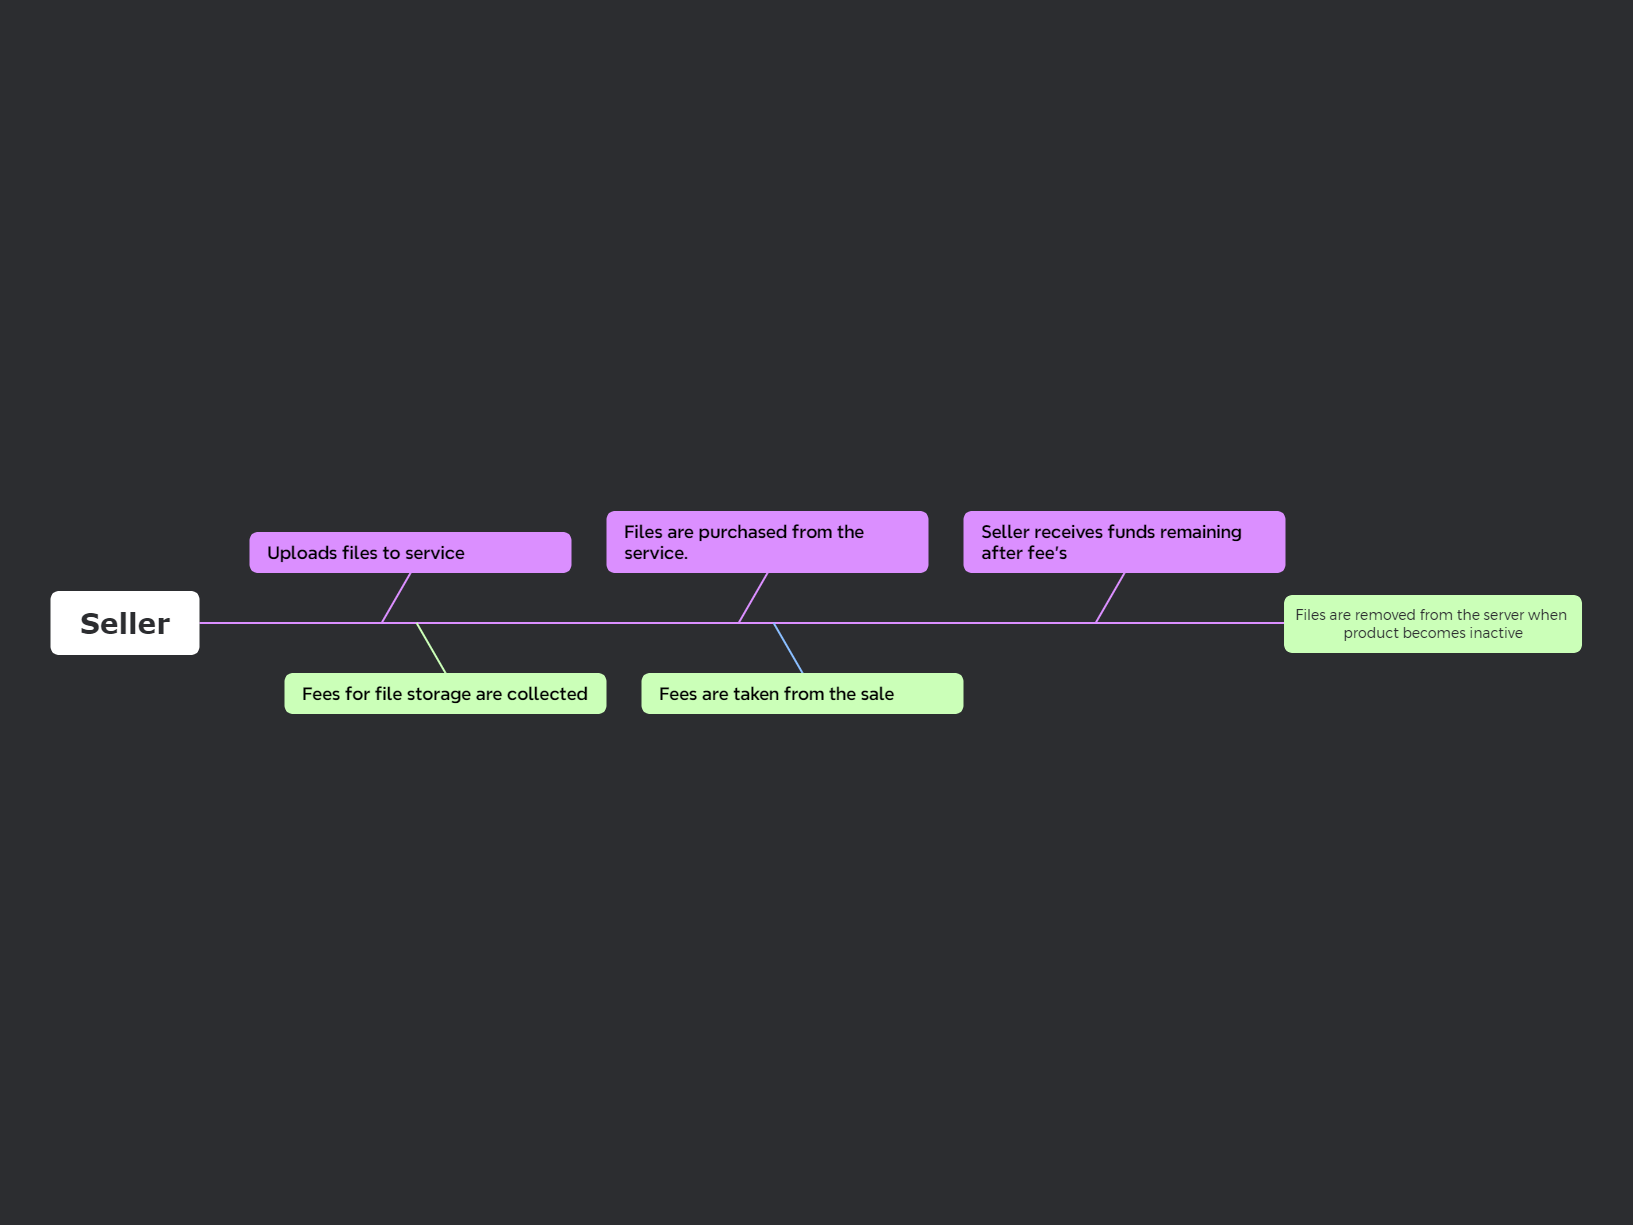 Seller
Uploads files to service
Fees for file storage are collected
Files are purchased from the
service.
Fees are taken from the sale
Seller receives funds remaining
after fee's
Files are removed from the server when
product becomes inactive